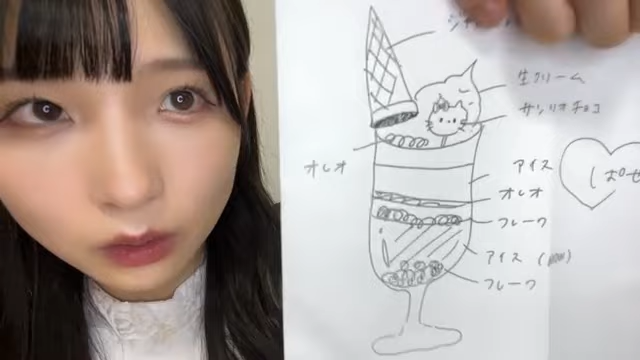 生クリーム
サンリオチョコ
オレオ
アイス
オレオ
フレーク
アイス
フレーク